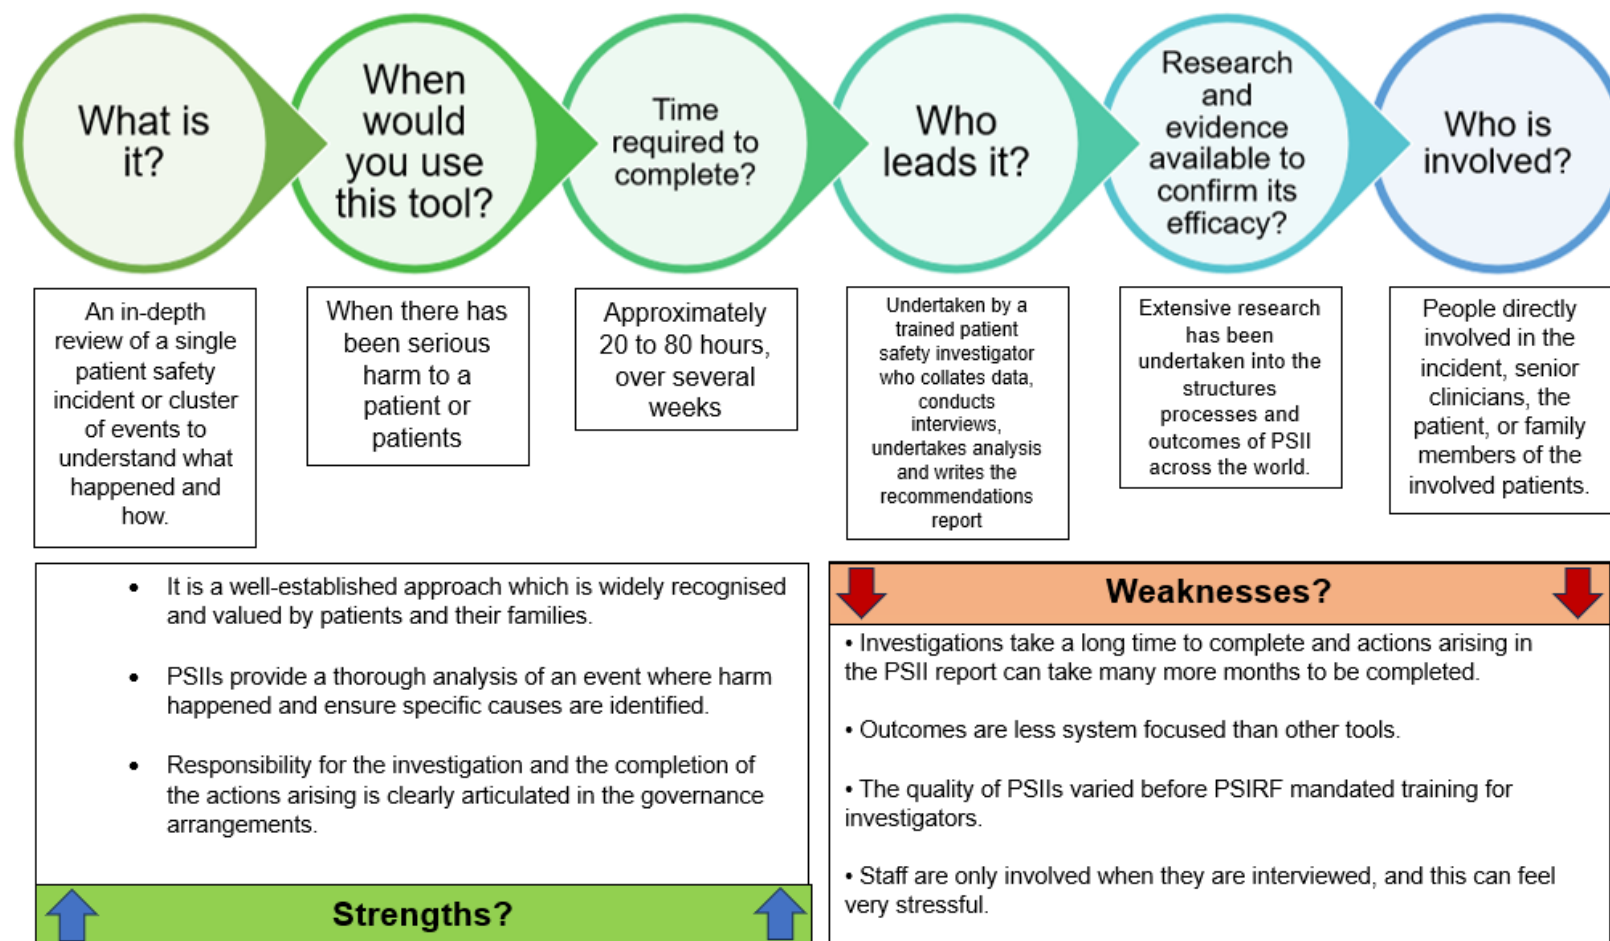 What is
it?
When
would
you use
this tool?
Time
required to
complete?
Who
leads it?
Research
and
evidence
available to
confirm its
efficacy?
Who is
involved?
An in-depth
review of a single
patient safety
incident or cluster
of events to
understand what
happened and
how.
When there has
been serious
harm to a
patient or
patients
Approximately
20 to 80 hours,
over several
weeks
Undertaken by a
trained patient
safety investigator
who collates data,
conducts
interviews,
undertakes analysis
and writes the
recommendations
report
Extensive research
has been
undertaken into the
structures
processes and
outcomes of PSII
across the world.
People directly
involved in the
incident, senior
clinicians, the
patient, or family
members of the
involved patients.
• It is a well-established approach which is widely recognised
and valued by patients and their families.
• PSIIs provide a thorough analysis of an event where harm
happened and ensure specific causes are identified.
• Responsibility for the investigation and the completion of
the actions arising is clearly articulated in the governance
arrangements.
Strengths?
Weaknesses?
• Investigations take a long time to complete and actions arising in
the PSII report can take many more months to be completed.
• Outcomes are less system focused than other tools.
• The quality of PSIIs varied before PSIRF mandated training for
investigators.
• Staff are only involved when they are interviewed, and this can feel
very stressful.